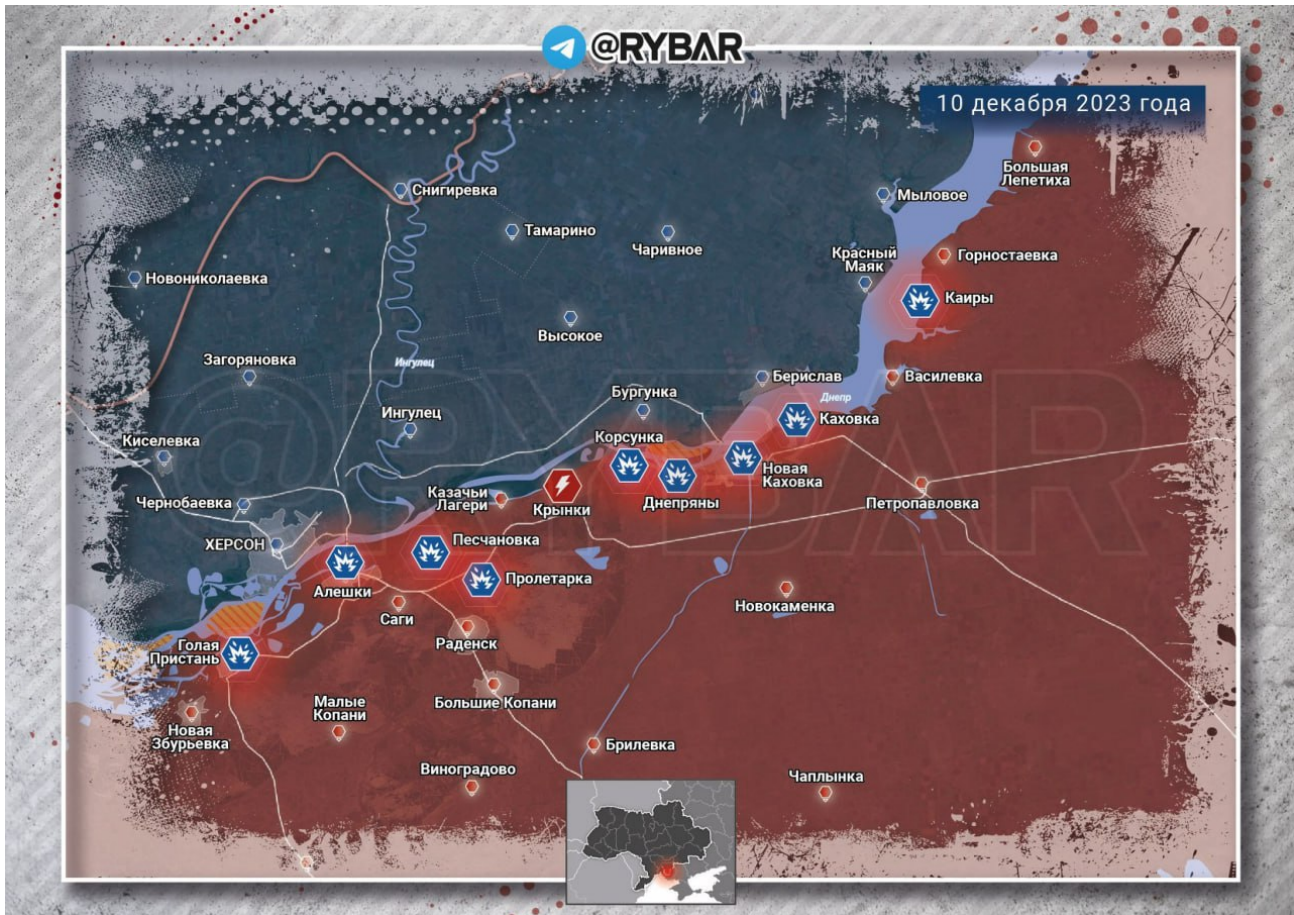 @RYBAR
10 декабря 2023 года
Большая
Лепетиха
Снигиревка
Мыловое
Тамарино
Чаривное
Красный
Маяк
Горностаевка
Новониколаевка
Каиры
Высокое
Загоряновка
Ингулец
Бургунка
Берислав
Василевка
Днепр
Ингулец
Каховка
Киселевка
Корсунка
Новая
Каховка
Чернобаевка
Казачьи
Лагери
Крынки
Днепряны
Петропавловка
ХЕРСОН
Песчановка
Алешки
Пролетарка
Саги
Новокаменка
Раденск
Голая
Пристань
Малые
Копани
Большие Копани
Новая
Збурьевка
Брилевка
Виноградово
Чаплынка
@RYBAR